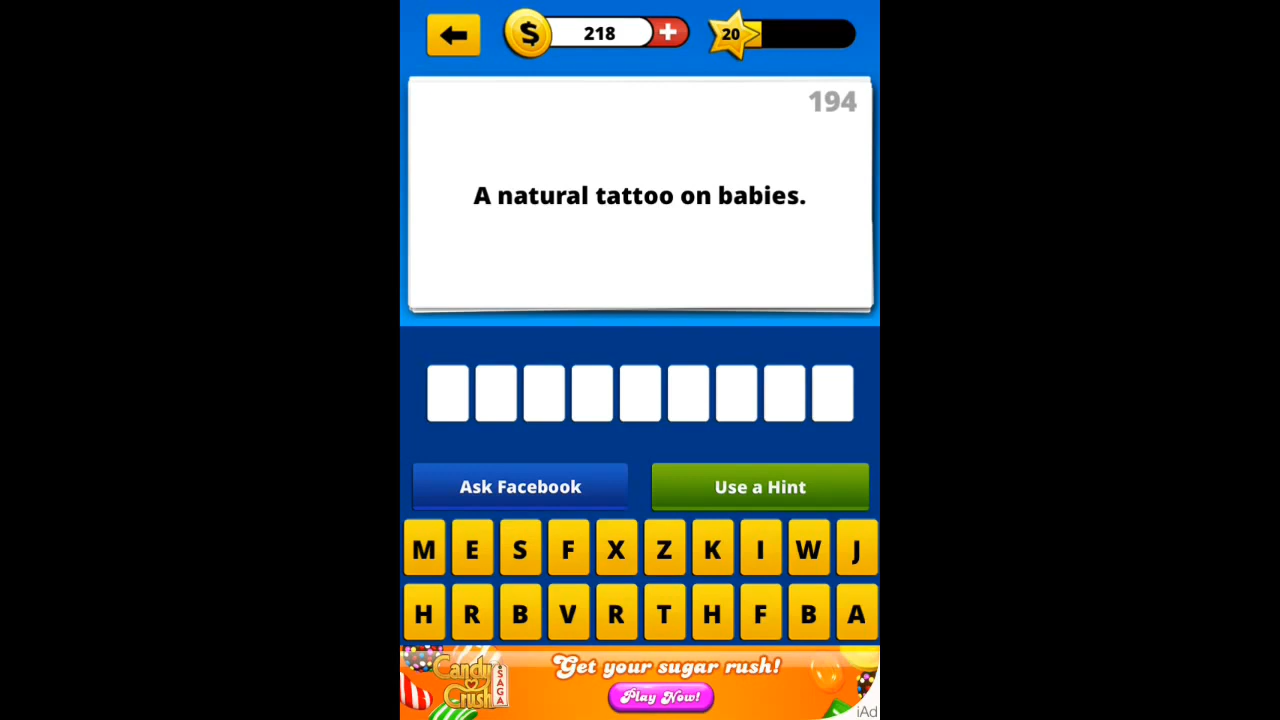 $ 218 + 20
194
A natural tattoo on babies.
Ask Facebook Use a Hint
M E S F X Z K I W J
H R B V R T H F B A
Candy Crush SAGA
Get your sugar rush!
Play Now!
iAd